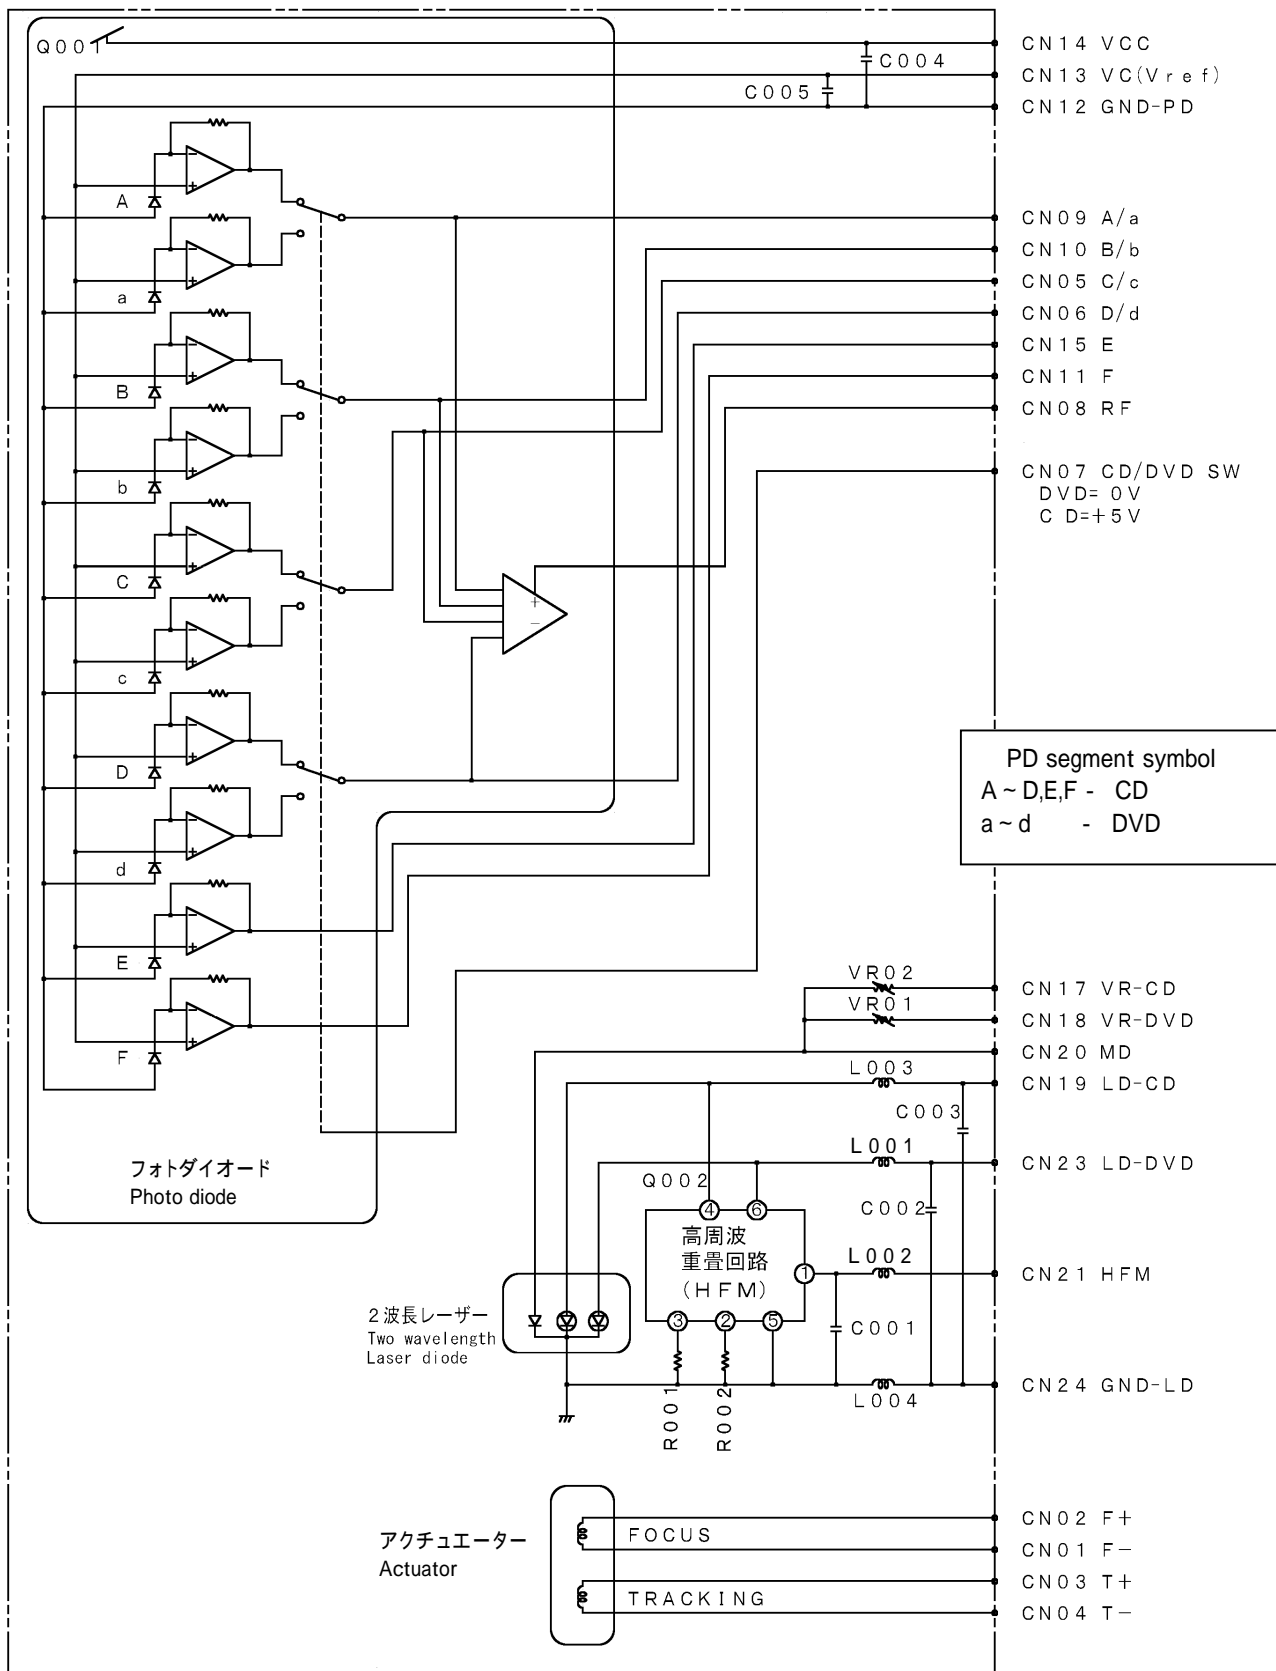 Q001
C004
C005
CN14 VCC
CN13 VC(Vref)
CN12 GND-PD
A
a
B
b
C
c
D
d
E
F
CN09 A/a
CN10 B/b
CN05 C/c
CN06 D/d
CN15 E
CN11 F
CN08 RF
CN07 CD/DVD SW
DVD= 0V
CD=+5V
+
−
PD segment symbol
A ~ D,E,F - CD
a ~ d - DVD
フォトダイオード
Photo diode
VR02
VR01
L003
C003
L001
C002
L002
C001
L004
Q002
CN17 VR-CD
CN18 VR-DVD
CN20 MD
CN19 LD-CD
CN23 LD-DVD
CN21 HFM
CN24 GND-LD
4 6
高周波
重畳回路
(HFM)
1
3 2 5
R001
R002
2波長レーザー
Two wavelength
Laser diode
アクチュエーター
Actuator
FOCUS
TRACKING
CN02 F+
CN01 F−
CN03 T+
CN04 T−